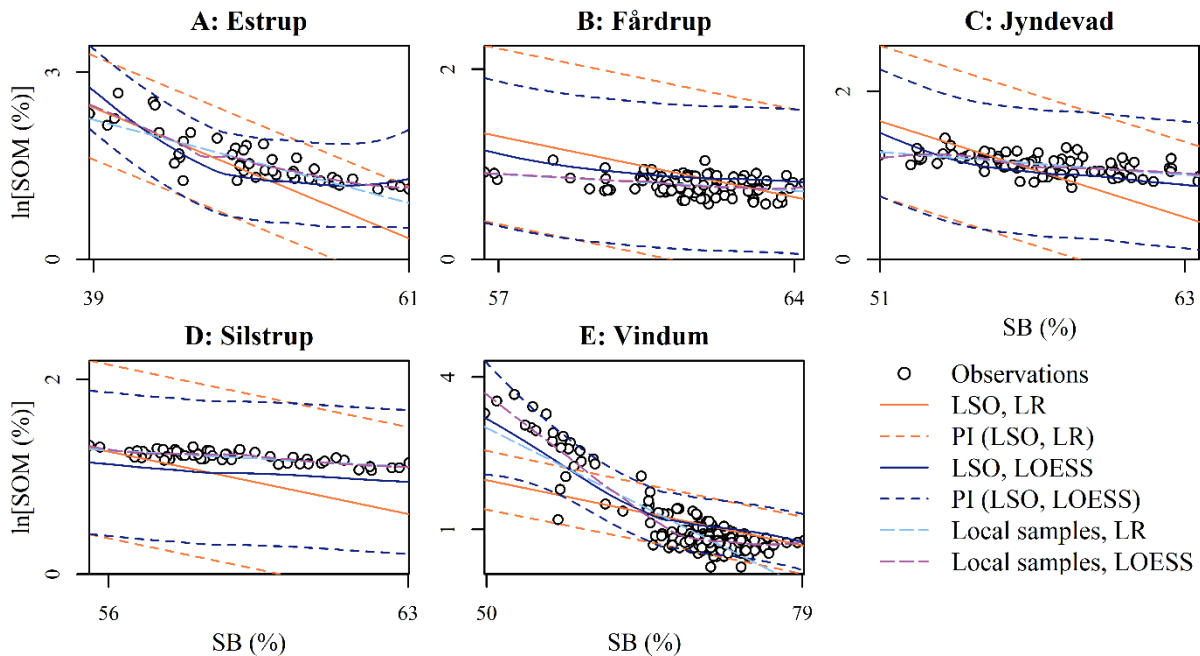 A: Estrup
B: Fårdrup
C: Jyndevad
ln[SOM (%)]
3
0
39
61
2
0
57
64
2
0
51
63
SB (%)
D: Silstrup
E: Vindum
ln[SOM (%)]
2
0
56
63
SB (%)
4
1
50
79
SB (%)
Observations
LSO, LR
PI (LSO, LR)
LSO, LOESS
PI (LSO, LOESS)
Local samples, LR
Local samples, LOESS